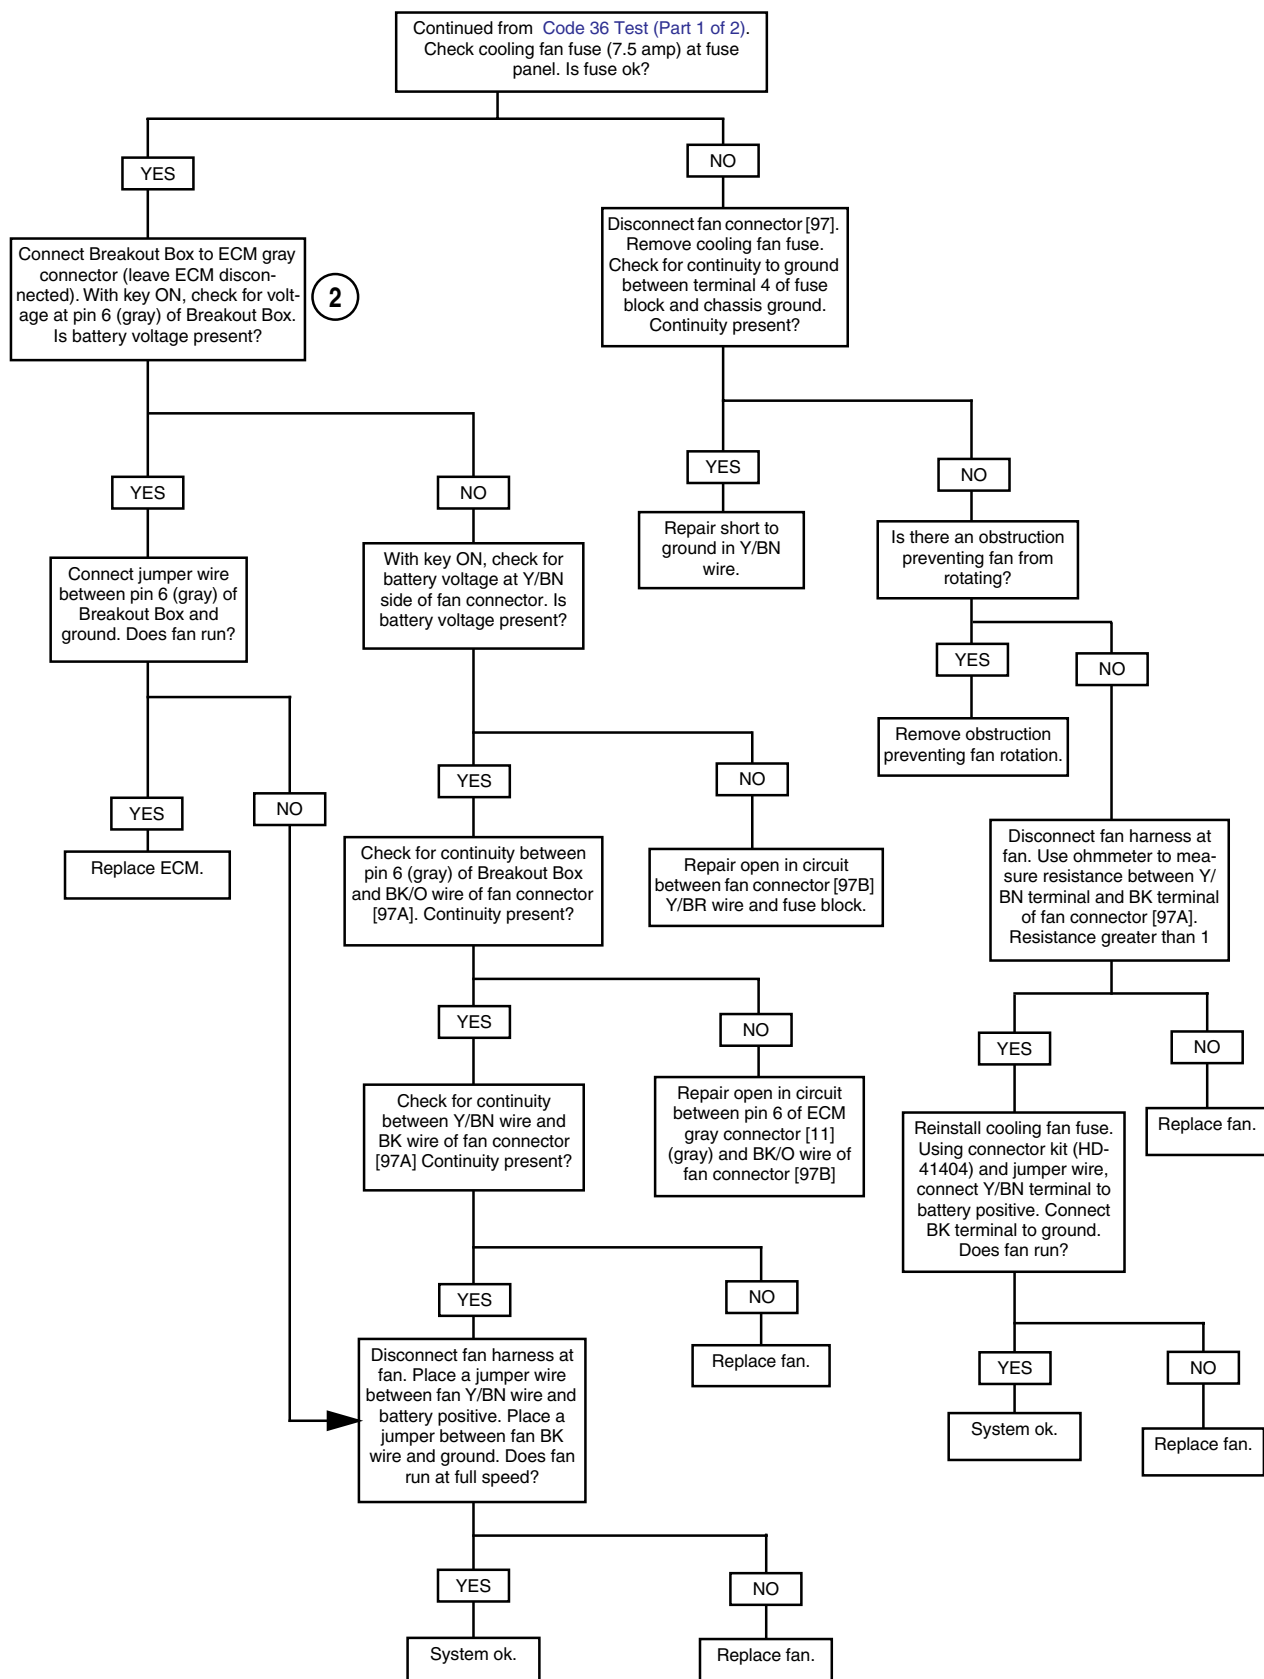 Continued from Code 36 Test (Part 1 of 2).
Check cooling fan fuse (7.5 amp) at fuse
panel. Is fuse ok?
YES
NO
Connect Breakout Box to ECM gray
connector (leave ECM discon-
nected). With key ON, check for volt-
age at pin 6 (gray) of Breakout Box.
Is battery voltage present?
2
Disconnect fan connector [97].
Remove cooling fan fuse.
Check for continuity to ground
between terminal 4 of fuse
block and chassis ground.
Continuity present?
YES
NO
YES
NO
Connect jumper wire
between pin 6 (gray) of
Breakout Box and
ground. Does fan run?
With key ON, check for
battery voltage at Y/BN
side of fan connector. Is
battery voltage present?
Repair short to
ground in Y/BN
wire.
Is there an obstruction
preventing fan from
rotating?
YES
NO
Remove obstruction
preventing fan rotation.
YES
NO
YES
NO
Replace ECM.
Check for continuity between
pin 6 (gray) of Breakout Box
and BK/O wire of fan connector
[97A]. Continuity present?
Repair open in circuit
between fan connector [97B]
Y/BR wire and fuse block.
Disconnect fan harness at
fan. Use ohmmeter to mea-
sure resistance between Y/
BN terminal and BK terminal
of fan connector [97A].
Resistance greater than 1
YES
NO
YES
NO
Check for continuity
between Y/BN wire and
BK wire of fan connector
[97A] Continuity present?
Repair open in circuit
between pin 6 of ECM
gray connector [11]
(gray) and BK/O wire of
fan connector [97B]
Reinstall cooling fan fuse.
Using connector kit (HD-
41404) and jumper wire,
connect Y/BN terminal to
battery positive. Connect
BK terminal to ground.
Does fan run?
Replace fan.
YES
NO
Disconnect fan harness at
fan. Place a jumper wire
between fan Y/BN wire and
battery positive. Place a
jumper between fan BK
wire and ground. Does fan
run at full speed?
Replace fan.
YES
NO
System ok.
Replace fan.
YES
NO
System ok.
Replace fan.